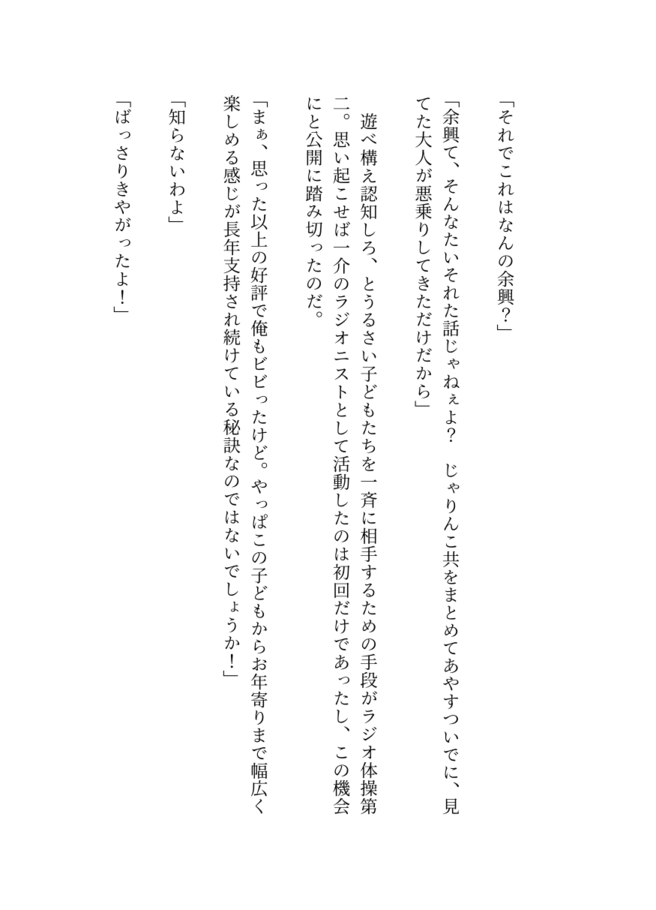 「それでこれはなんの余興？」
「余興て、そんなたいそれた話じゃねぇよ？　じゃりんこ共をまとめてあやすついでに、見
てた大人が悪乗りしてきただけだから」
　遊べ構え認知しろ、とうるさい子どもたちを一斉に相手するための手段がラジオ体操第
二。思い起こせば一介のラジオニストとして活動したのは初回だけであったし、この機会
にと公開に踏み切ったのだ。
「まぁ、思った以上の好評で俺もビビったけど。やっぱこの子どもからお年寄りまで幅広く
楽しめる感じが長年支持され続けている秘訣なのではないでしょうか！」
「知らないわよ」
「ばっさりきやがったよ！」